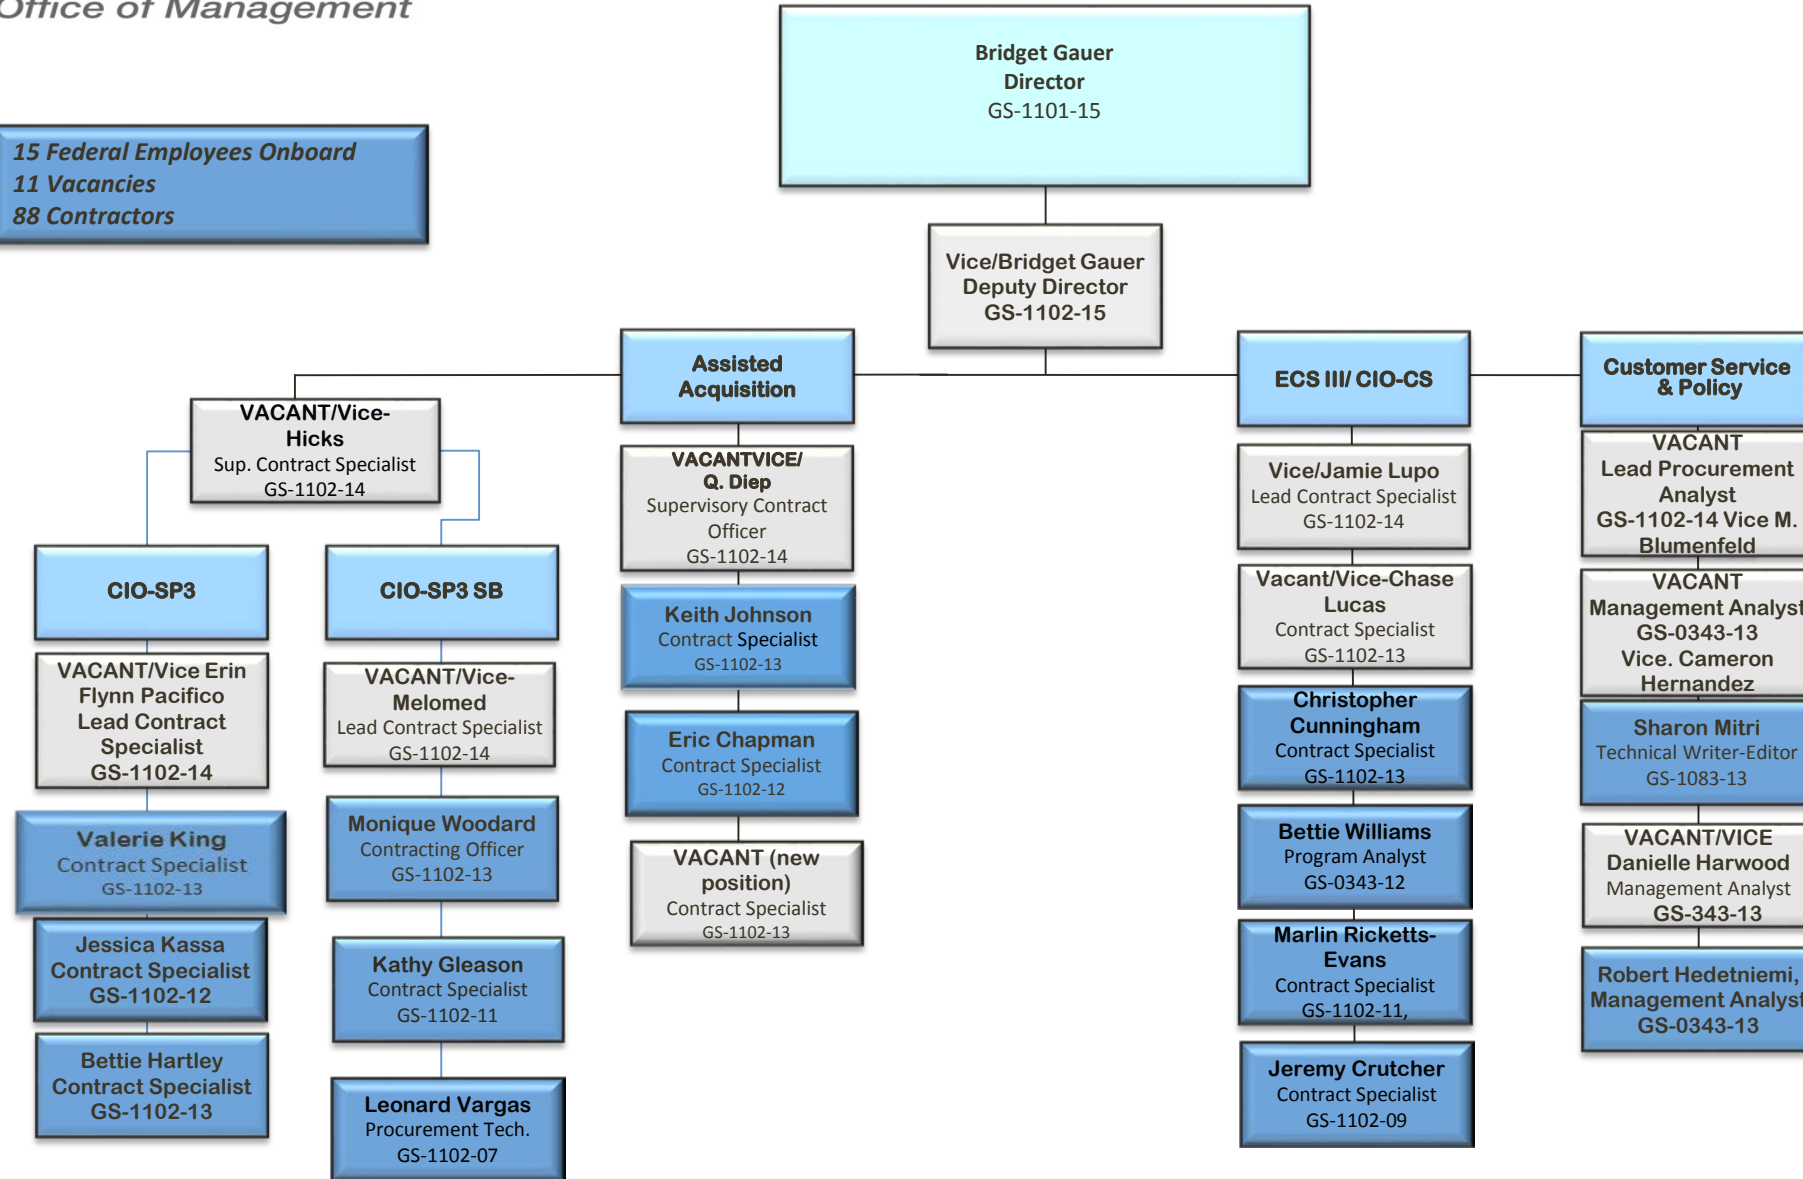 Office of Management
Bridget Gauer
Director
GS-1101-15
15 Federal Employees Onboard
11 Vacancies
88 Contractors
Vice/Bridget Gauer
Deputy Director
GS-1102-15
VACANT/Vice-
Hicks
Sup. Contract Specialist
GS-1102-14
CIO-SP3
VACANT/Vice Erin
Flynn Pacifico
Lead Contract
Specialist
GS-1102-14
Valerie King
Contract Specialist
GS-1102-13
Jessica Kassa
Contract Specialist
GS-1102-12
Bettie Hartley
Contract Specialist
GS-1102-13
CIO-SP3 SB
VACANT/Vice-
Melomed
Lead Contract Specialist
GS-1102-14
Monique Woodard
Contracting Officer
GS-1102-13
Kathy Gleason
Contract Specialist
GS-1102-11
Leonard Vargas
Procurement Tech.
GS-1102-07
Assisted
Acquisition
VACANTVICE/
Q. Diep
Supervisory Contract
Officer
GS-1102-14
Keith Johnson
Contract Specialist
GS-1102-13
Eric Chapman
Contract Specialist
GS-1102-12
VACANT (new
position)
Contract Specialist
GS-1102-13
ECS III/ CIO-CS
Vice/Jamie Lupo
Lead Contract Specialist
GS-1102-14
Vacant/Vice-Chase
Lucas
Contract Specialist
GS-1102-13
Christopher
Cunningham
Contract Specialist
GS-1102-13
Bettie Williams
Program Analyst
GS-0343-12
Marlin Ricketts-
Evans
Contract Specialist
GS-1102-11,
Jeremy Crutcher
Contract Specialist
GS-1102-09
Customer Service
& Policy
VACANT
Lead Procurement
Analyst
GS-1102-14 Vice M.
Blumenfeld
VACANT
Management Analyst
GS-0343-13
Vice. Cameron
Hernandez
Sharon Mitri
Technical Writer-Editor
GS-1083-13
VACANT/VICE
Danielle Harwood
Management Analyst
GS-343-13
Robert Hedetniemi,
Management Analyst
GS-0343-13